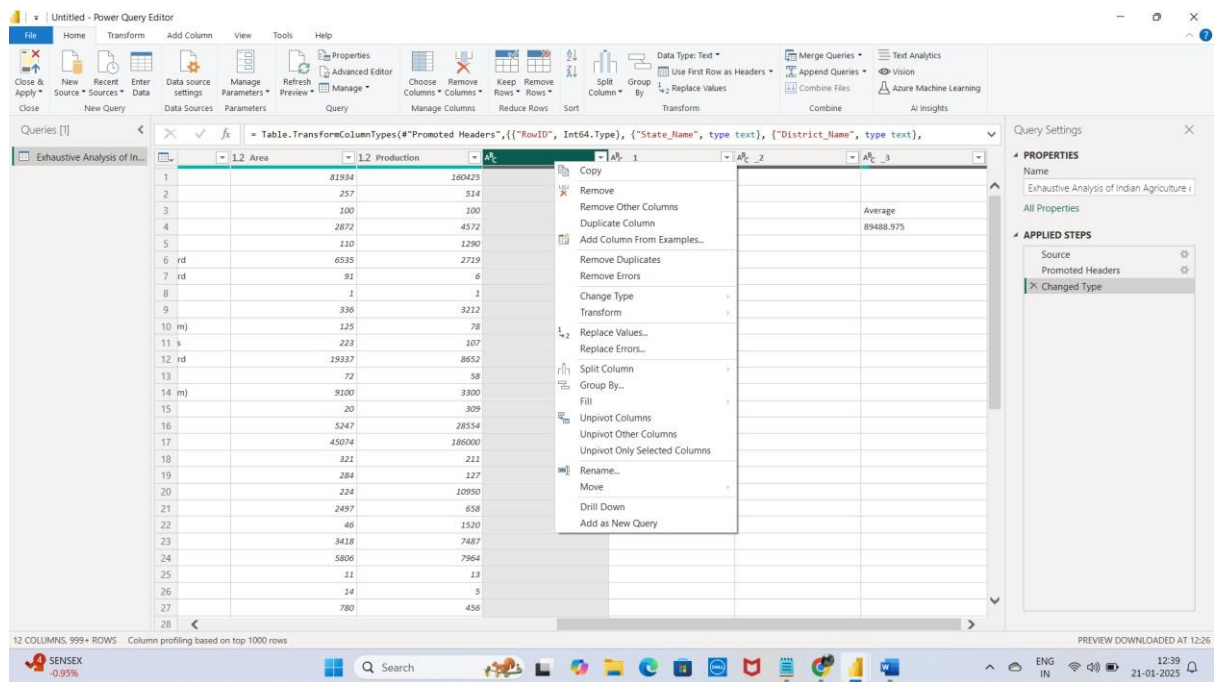 Untitled - Power Query Editor
File Home Transform Add Column View Tools Help
Close & Apply
New Source
Recent Sources
Enter Data
Data source settings
Manage Parameters
Refresh Preview
Properties
Advanced Editor
Manage
Choose Columns
Remove Columns
Keep Rows
Remove Rows
Split Column
Group By
Data Type: Text
Use First Row as Headers
Replace Values
Merge Queries
Append Queries
Combine Files
Text Analytics
Vision
Azure Machine Learning
Close New Query Data Sources Parameters Query Manage Columns Reduce Rows Sort Transform Combine AI Insights
Queries [1]
Exhaustive Analysis of In...
fx = Table.TransformColumnTypes(#"Promoted Headers",{{"RowID", Int64.Type}, {"State_Name", type text}, {"District_Name", type text},
1.2 Area 1.2 Production ABC ABC _1 ABC _2 ABC _3
1 81934 160425
2 257 514
3 100 100 Average
4 2872 4572 89488.975
5 110 1290
6 rd 6535 2719
7 rd 91 6
8 1 1
9 336 3212
10 m) 125 78
11 s 223 107
12 rd 19337 8652
13 72 58
14 m) 9100 3300
15 20 309
16 5247 28554
17 45074 186000
18 321 211
19 284 127
20 224 10950
21 2497 658
22 46 1520
23 3418 7487
24 5806 7964
25 11 13
26 14 5
27 780 456
28
Copy
Remove
Remove Other Columns
Duplicate Column
Add Column From Examples...
Remove Duplicates
Remove Errors
Change Type
Transform
Replace Values...
Replace Errors...
Split Column
Group By...
Fill
Unpivot Columns
Unpivot Other Columns
Unpivot Only Selected Columns
Rename...
Move
Drill Down
Add as New Query
Query Settings
PROPERTIES
Name
Exhaustive Analysis of Indian Agriculture
All Properties
APPLIED STEPS
Source
Promoted Headers
Changed Type
12 COLUMNS, 999+ ROWS Column profiling based on top 1000 rows
PREVIEW DOWNLOADED AT 12:26
SENSEX
-0.95%
Search
ENG
IN
12:39
21-01-2025